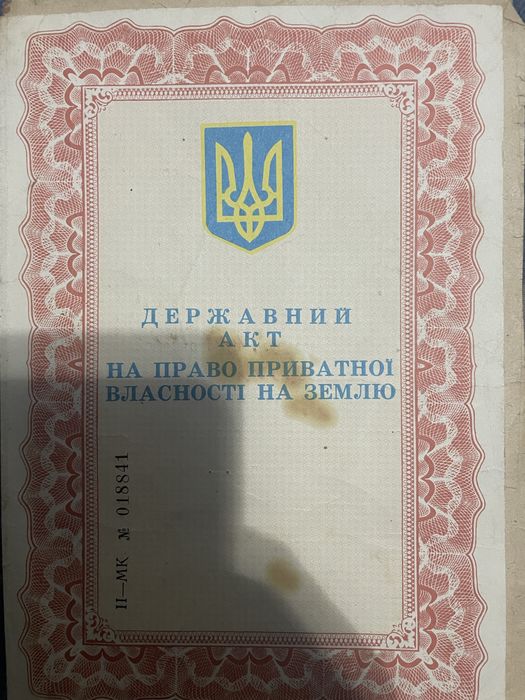 ДЕРЖАВНИЙ
АКТ
НА ПРАВО ПРИВАТНОЇ
ВЛАСНОСТІ НА ЗЕМЛЮ
II—МК № 018841